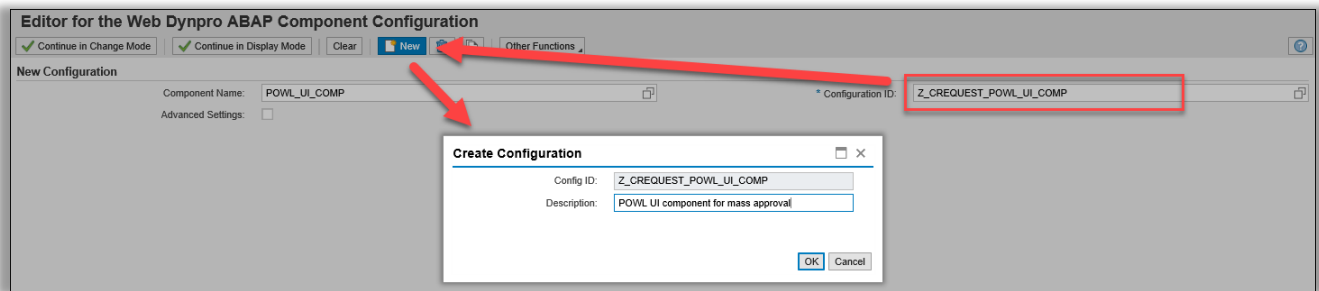 Editor for the Web Dynpro ABAP Component Configuration
Continue in Change Mode Continue in Display Mode Clear New Other Functions
New Configuration
Component Name: POWL_UI_COMP * Configuration ID: Z_CREQUEST_POWL_UI_COMP
Advanced Settings:
Create Configuration
Config ID: Z_CREQUEST_POWL_UI_COMP
Description: POWL UI component for mass approval
OK Cancel